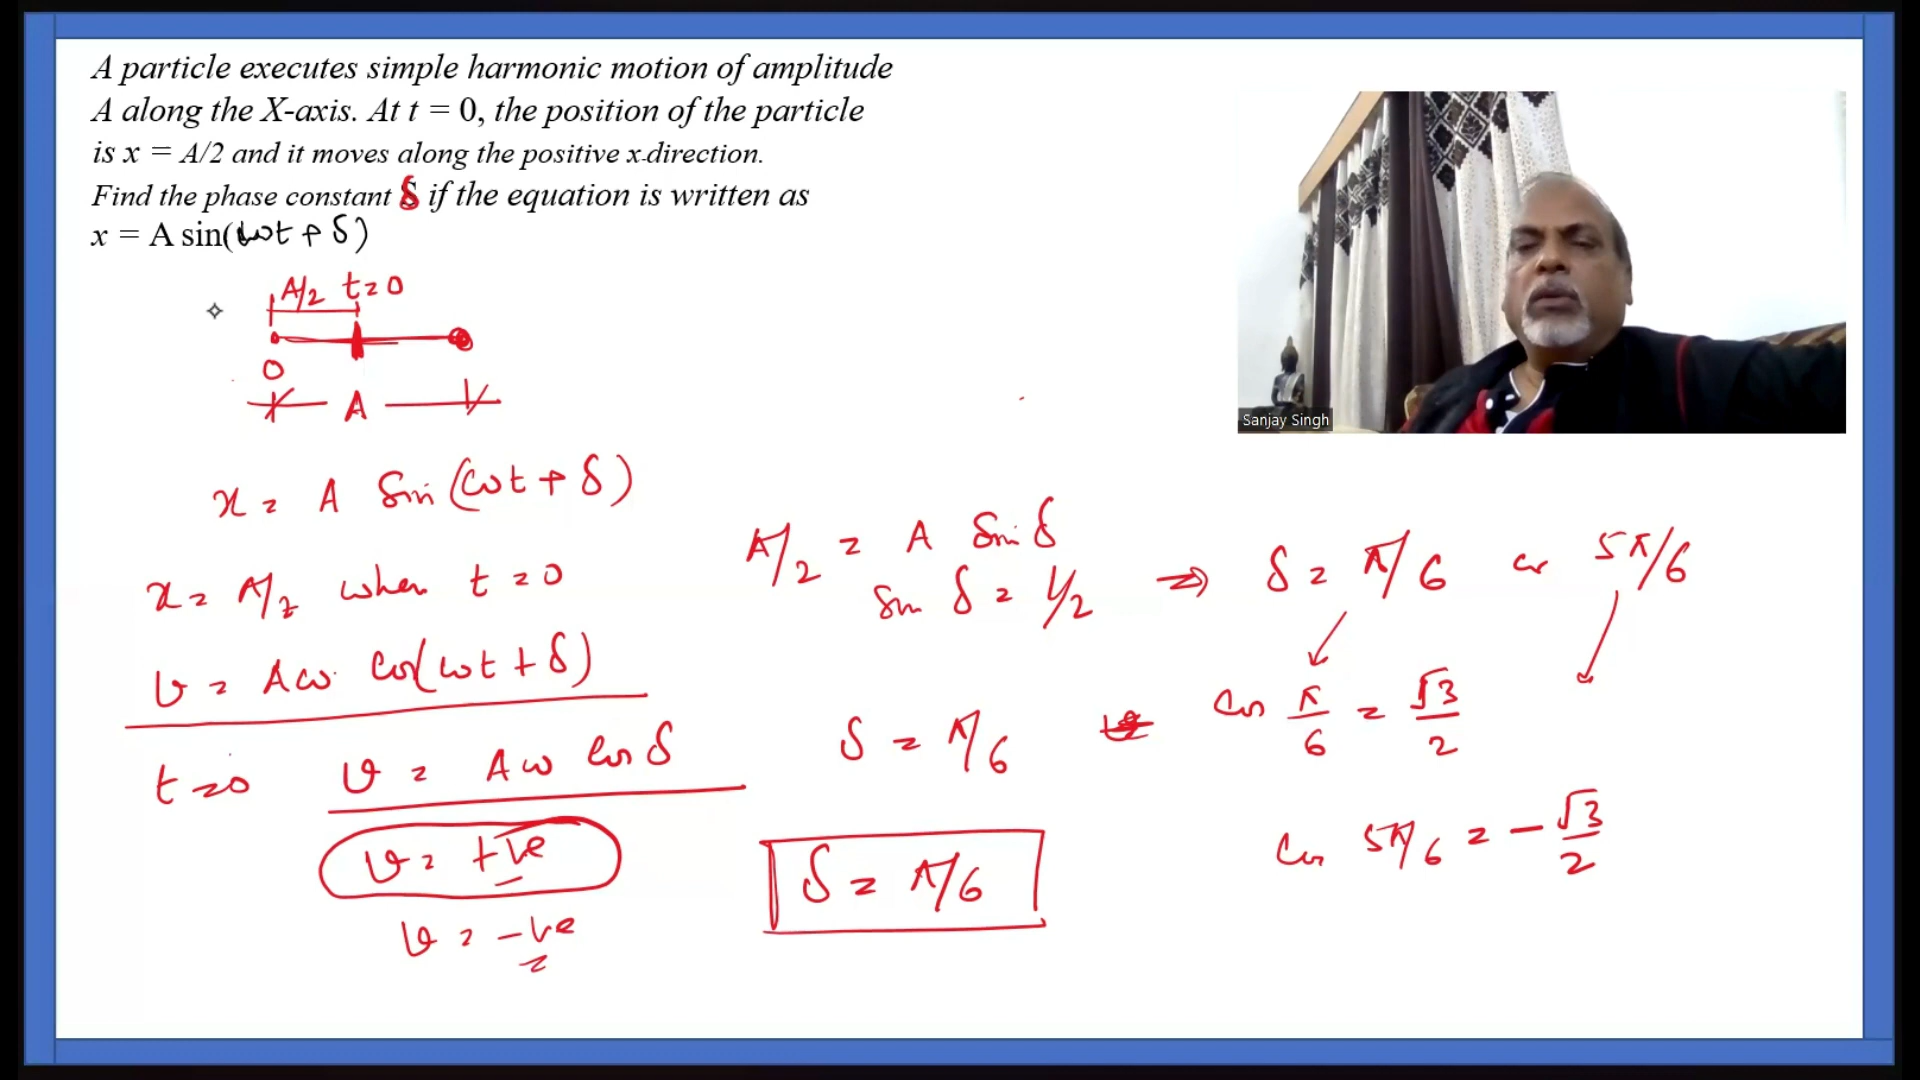 A particle executes simple harmonic motion of amplitude
A along the X-axis. At t = 0, the position of the particle
is x = A/2 and it moves along the positive x-direction.
Find the phase constant δ if the equation is written as
x = A sin(ωt + δ)
A/2 t=0
O
A
x = A Sin (ωt + δ)
x = A/2 when t = 0
v = Aω Cos(ωt + δ)
t=0 v = Aω Cos δ
v = +ve
v = -ve
A/2 = A Sin δ
Sin δ = 1/2 ⇒ δ = π/6 or 5π/6
δ = π/6
δ = π/6
Cos π/6 = √3/2
Cos 5π/6 = -√3/2
Sanjay Singh